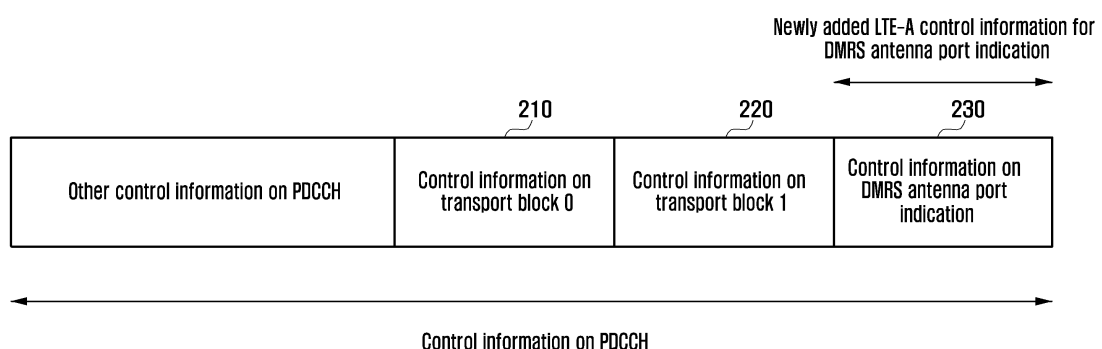 Newly added LTE-A control information for
DMRS antenna port indication
210
220
230
Other control information on PDCCH
Control information on
transport block 0
Control information on
transport block 1
Control information on
DMRS antenna port
indication
Control information on PDCCH